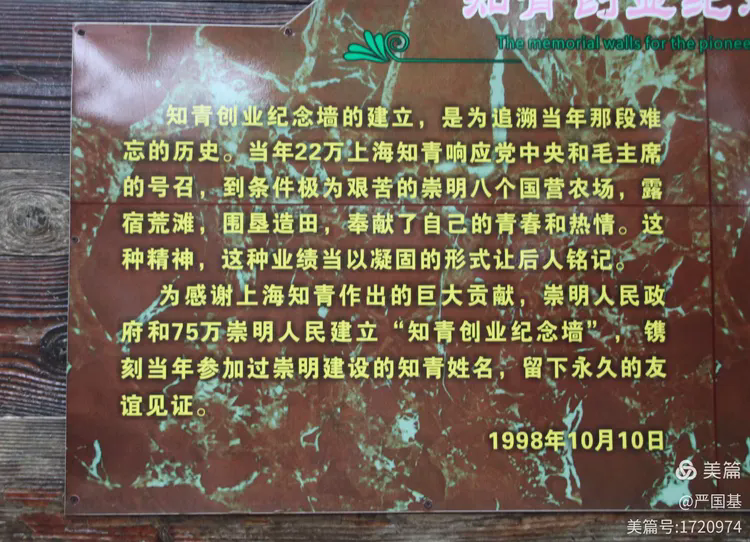 知青创业纪
The memorial walls for the pionee
知青创业纪念墙的建立，是为追溯当年那段难
忘的历史。当年22万上海知青响应党中央和毛主席
的号召，到条件极为艰苦的崇明八个国营农场，露
宿荒滩，围垦造田，奉献了自己的青春和热情。这
种精神，这种业绩当以凝固的形式让后人铭记。
为感谢上海知青作出的巨大贡献，崇明人民政
府和75万崇明人民建立“知青创业纪念墙”，镌
刻当年参加过崇明建设的知青姓名，留下永久的友
谊见证。
1998年10月10日
美篇
@严国基
美篇号:1720974